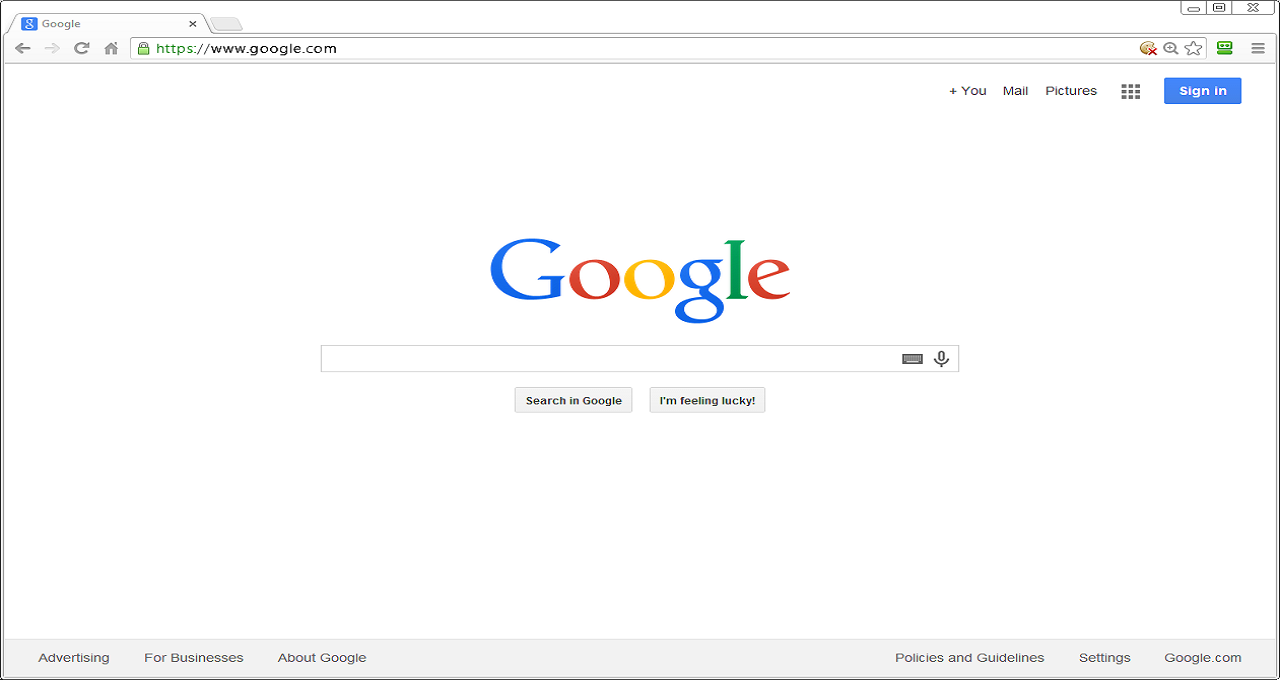 Google
https://www.google.com
+ You Mail Pictures Sign in
Google
Search in Google I'm feeling lucky!
Advertising For Businesses About Google Policies and Guidelines Settings Google.com